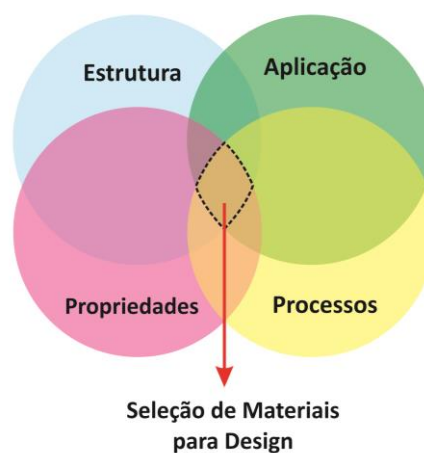 Estrutura
Aplicação
Propriedades
Processos
Seleção de Materiais
para Design